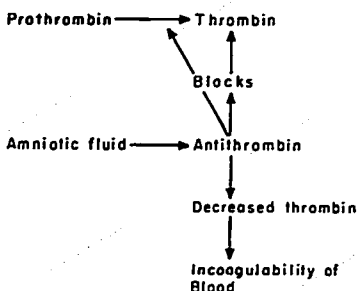 Prothrombin Thrombin
Blocks
Amniotic fluid Antithrombin
Decreased thrombin
Incoagulability of
Blood